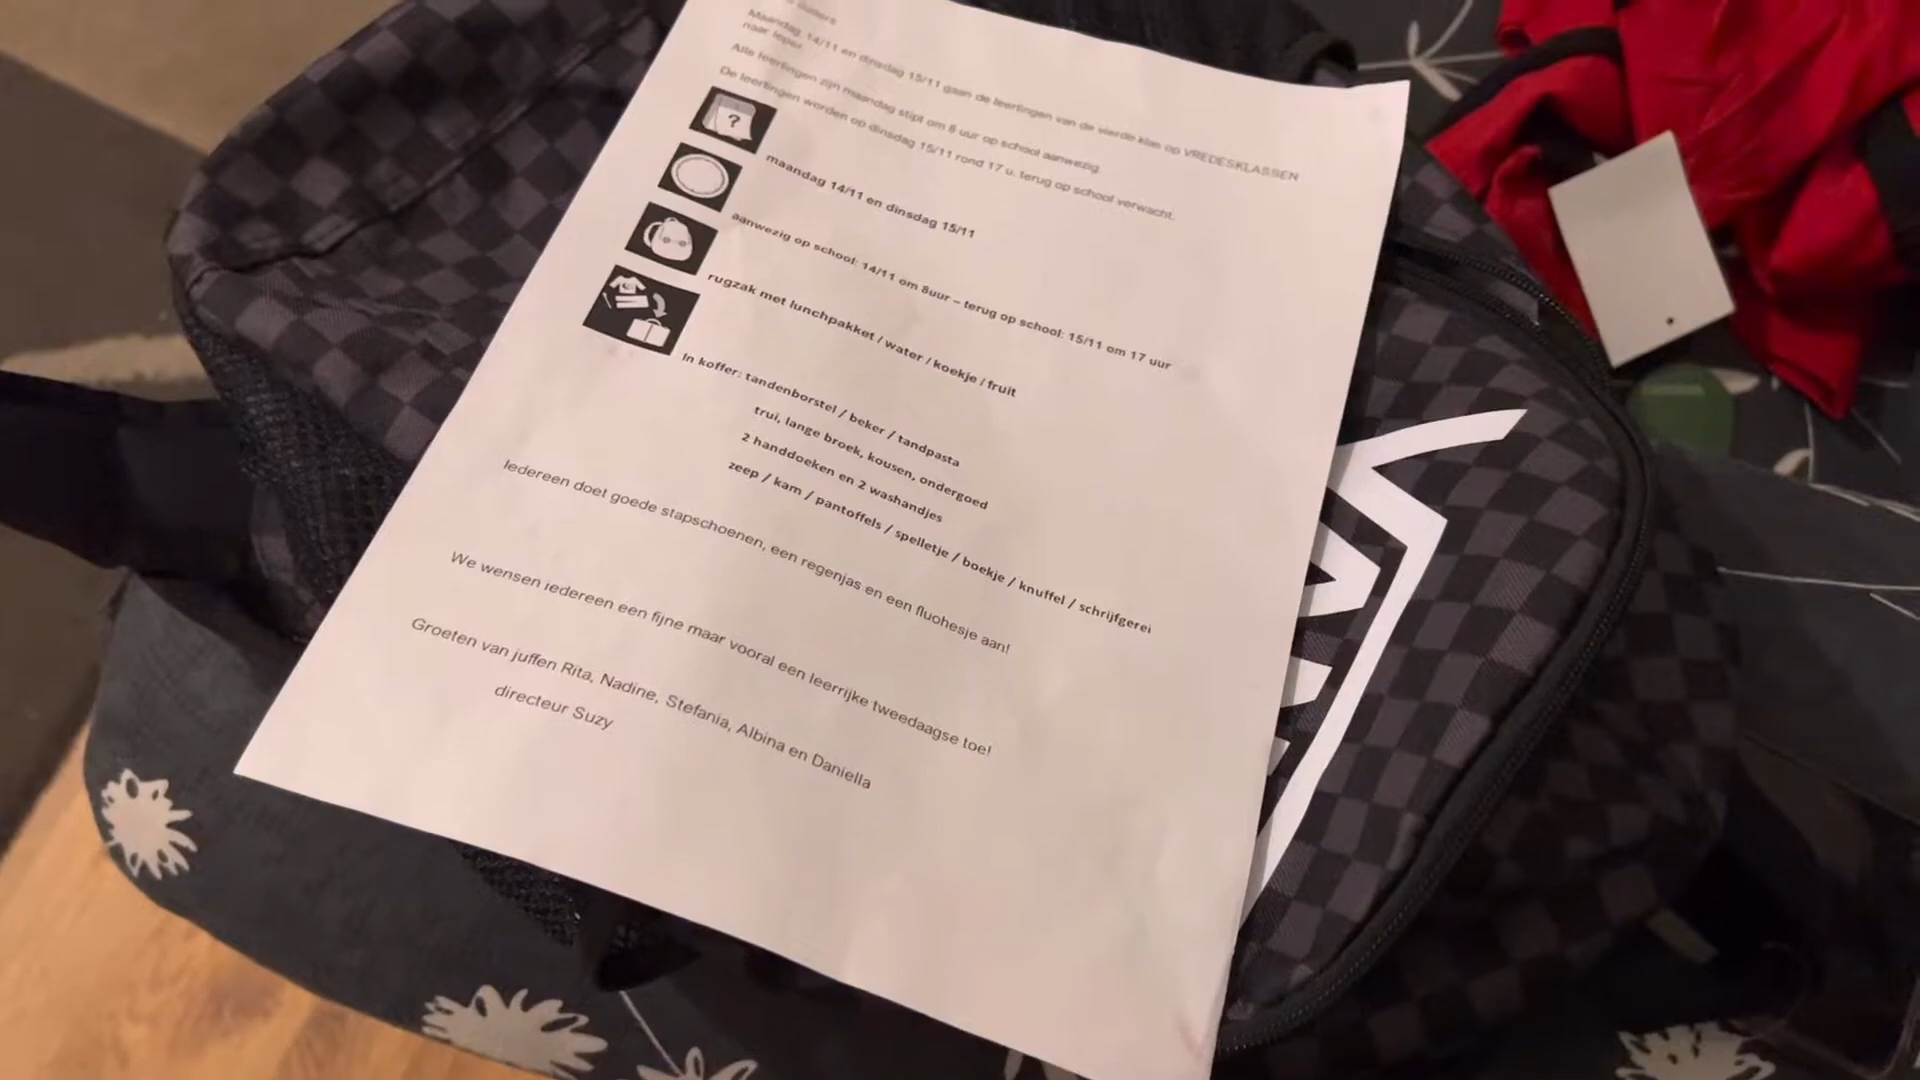 Maandag 14/11 en dinsdag 15/11 gaan de leerlingen van de vierde klas op VREDESKLASSEN
naar Ieper.
Alle leerlingen zijn maandag stipt om 8 uur op school aanwezig.
De leerlingen worden op dinsdag 15/11 rond 17 u. terug op school verwacht.
?
maandag 14/11 en dinsdag 15/11
aanwezig op school: 14/11 om 8uur – terug op school: 15/11 om 17 uur
rugzak met lunchpakket / water / koekje / fruit
In koffer: tandenborstel / beker / tandpasta
trui, lange broek, kousen, ondergoed
2 handdoeken en 2 washandjes
zeep / kam / pantoffels / spelletje / boekje / knuffel / schrijfgerei
Iedereen doet goede stapschoenen, een regenjas en een fluohesje aan!
We wensen iedereen een fijne maar vooral een leerrijke tweedaagse toe!
Groeten van juffen Rita, Nadine, Stefania, Albina en Daniella
directeur Suzy